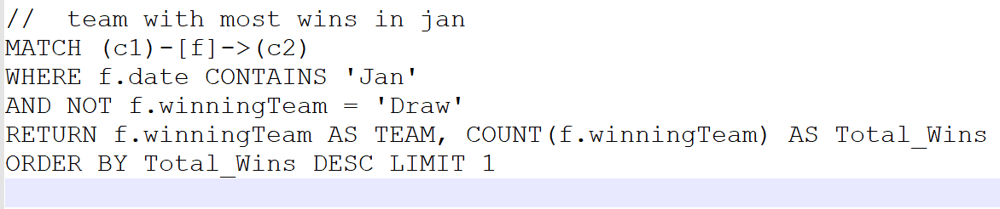 //  team with most wins in jan
MATCH (c1)-[f]->(c2)
WHERE f.date CONTAINS 'Jan'
AND NOT f.winningTeam = 'Draw'
RETURN f.winningTeam AS TEAM, COUNT(f.winningTeam) AS Total_Wins
ORDER BY Total_Wins DESC LIMIT 1